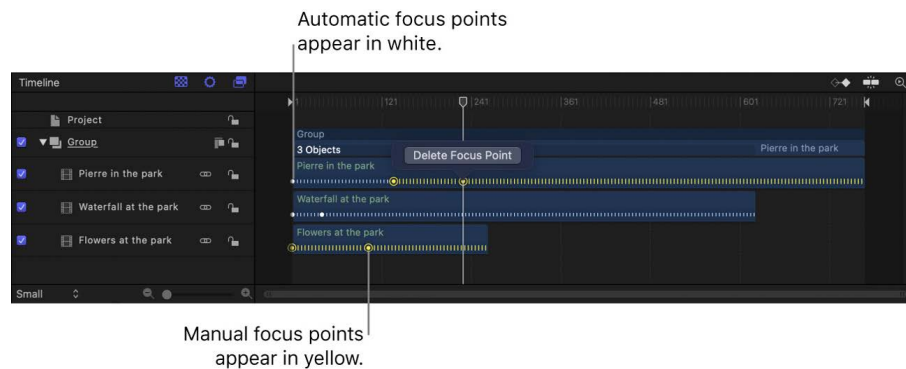 Automatic focus points
appear in white.
Timeline
1 121 241 361 481 601 721
Project
Group
Group
3 Objects
Pierre in the park
Delete Focus Point
Pierre in the park
Pierre in the park
Waterfall at the park
Waterfall at the park
Flowers at the park
Flowers at the park
Small
Manual focus points
appear in yellow.